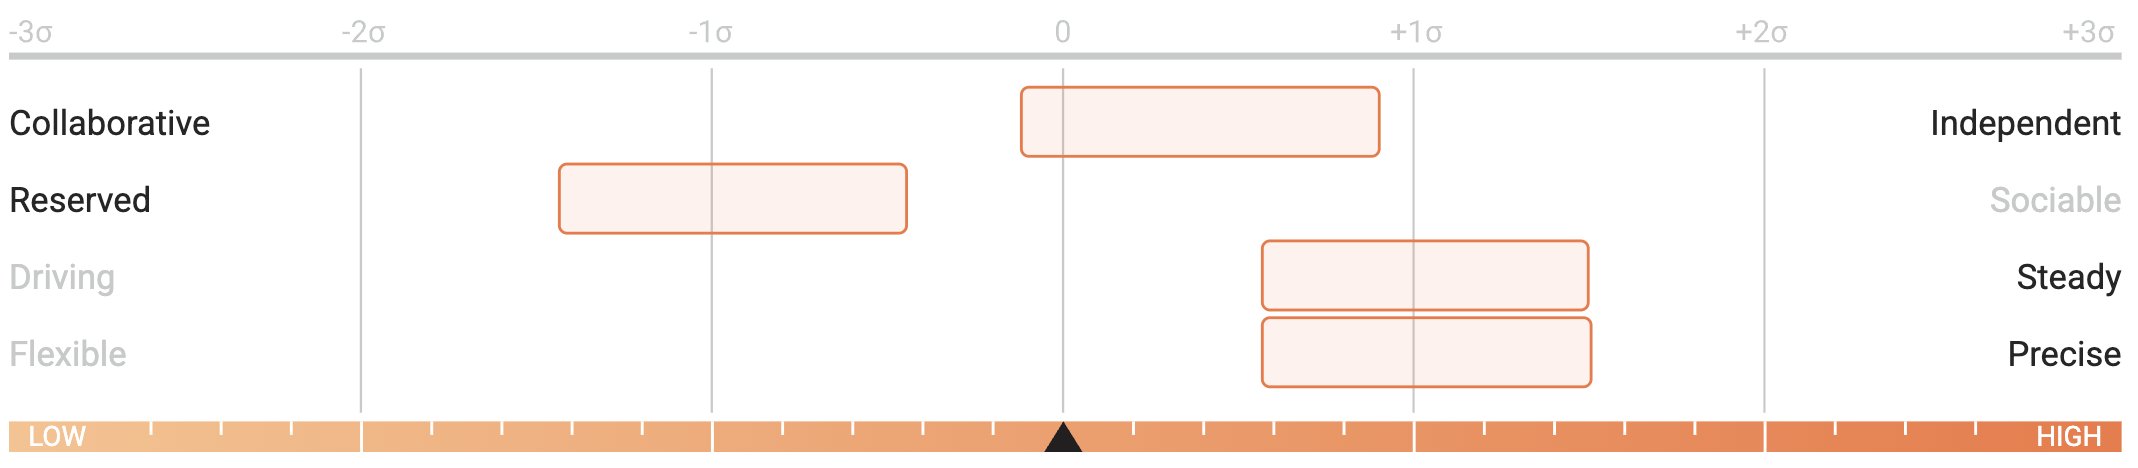 -3σ -2σ -1σ 0 +1σ +2σ +3σ
Collaborative Independent
Reserved Sociable
Driving Steady
Flexible Precise
LOW HIGH